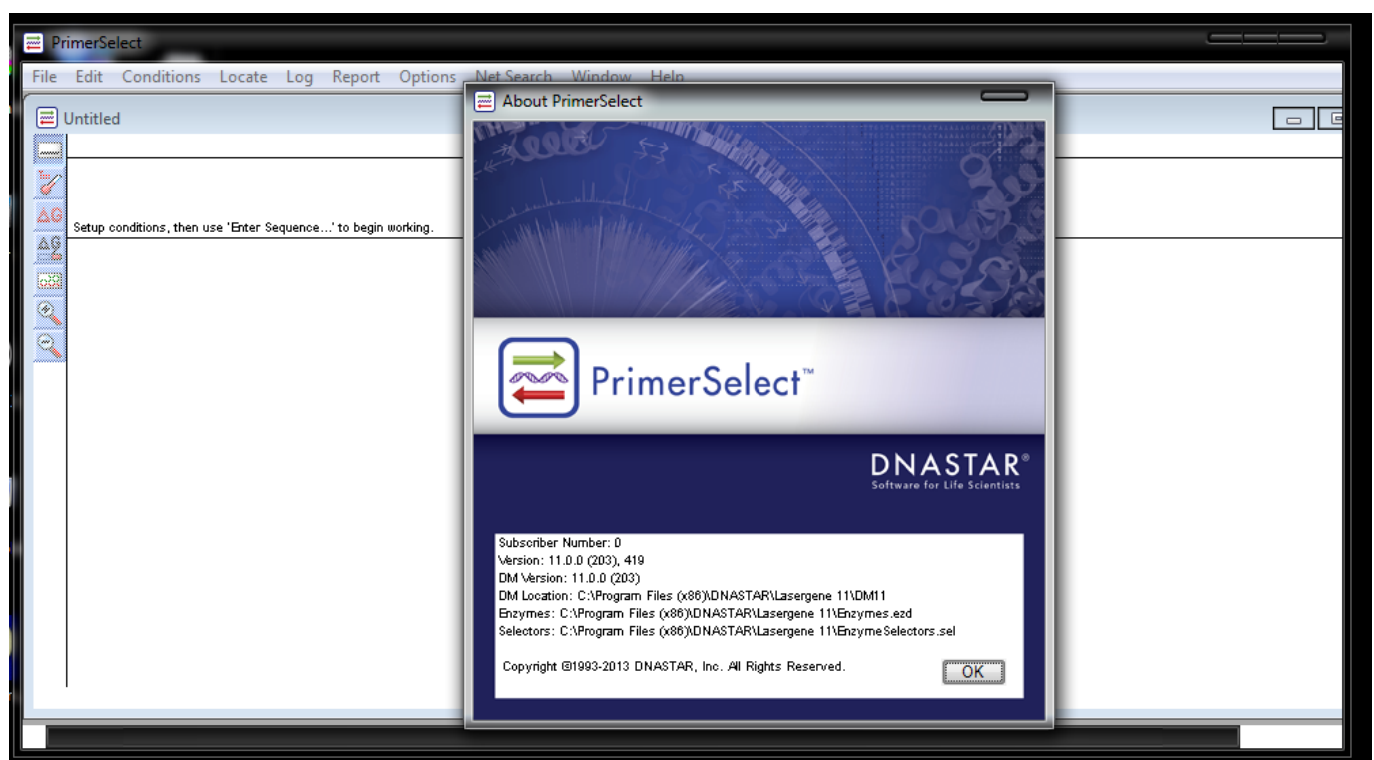 PrimerSelect
File Edit Conditions Locate Log Report Options Net Search Window Help
Untitled
ΔG
ΔG
Setup conditions, then use 'Enter Sequence...' to begin working.
About PrimerSelect
PrimerSelect™
DNASTAR®
Software for Life Scientists
Subscriber Number: 0
Version: 11.0.0 (203), 419
DM Version: 11.0.0 (203)
DM Location: C:\Program Files (x86)\DNASTAR\Lasergene 11\DM11
Enzymes: C:\Program Files (x86)\DNASTAR\Lasergene 11\Enzymes.ezd
Selectors: C:\Program Files (x86)\DNASTAR\Lasergene 11\EnzymeSelectors.sel
Copyright ©1993-2013 DNASTAR, Inc. All Rights Reserved.
OK